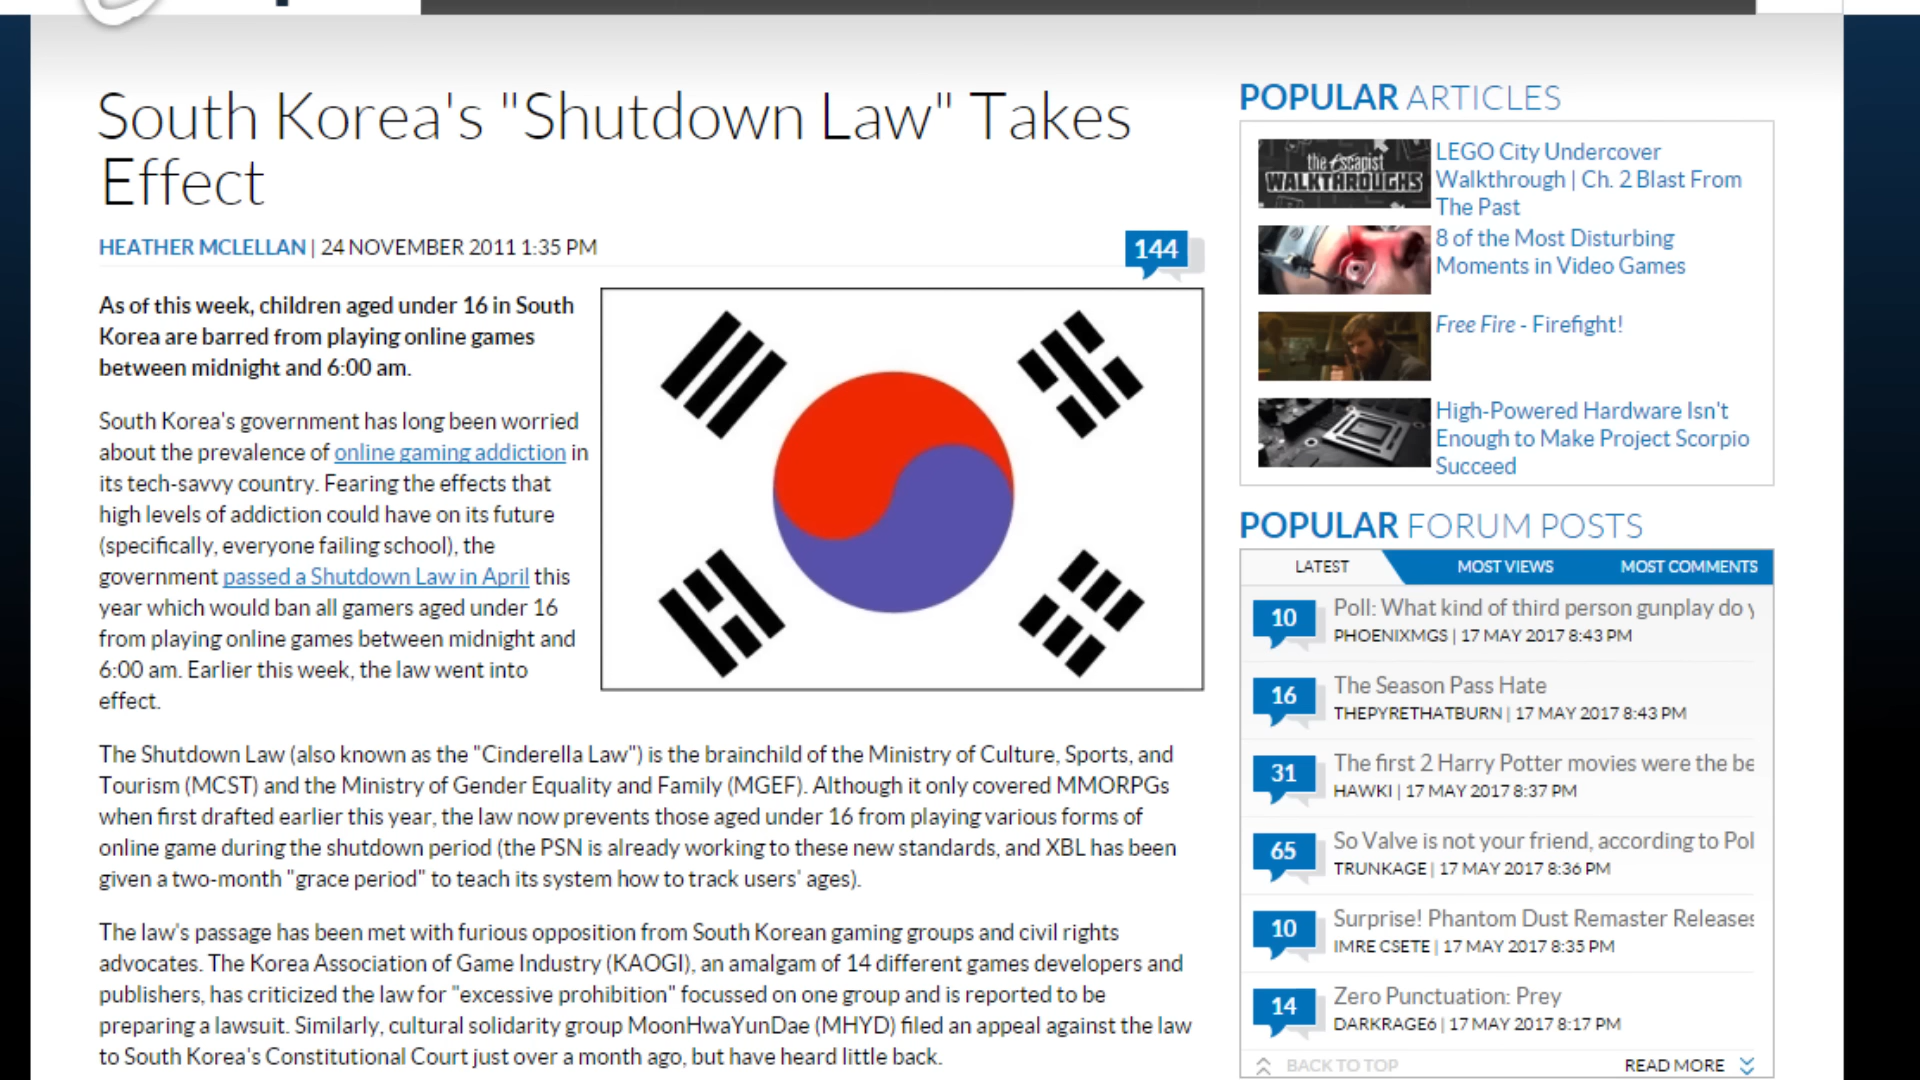 South Korea's "Shutdown Law" Takes
Effect
HEATHER MCLELLAN | 24 NOVEMBER 2011 1:35 PM
144
As of this week, children aged under 16 in South
Korea are barred from playing online games
between midnight and 6:00 am.
South Korea's government has long been worried
about the prevalence of online gaming addiction in
its tech-savvy country. Fearing the effects that
high levels of addiction could have on its future
(specifically, everyone failing school), the
government passed a Shutdown Law in April this
year which would ban all gamers aged under 16
from playing online games between midnight and
6:00 am. Earlier this week, the law went into
effect.
The Shutdown Law (also known as the "Cinderella Law") is the brainchild of the Ministry of Culture, Sports, and
Tourism (MCST) and the Ministry of Gender Equality and Family (MGEF). Although it only covered MMORPGs
when first drafted earlier this year, the law now prevents those aged under 16 from playing various forms of
online game during the shutdown period (the PSN is already working to these new standards, and XBL has been
given a two-month "grace period" to teach its system how to track users' ages).
The law's passage has been met with furious opposition from South Korean gaming groups and civil rights
advocates. The Korea Association of Game Industry (KAOGI), an amalgam of 14 different games developers and
publishers, has criticized the law for "excessive prohibition" focussed on one group and is reported to be
preparing a lawsuit. Similarly, cultural solidarity group MoonHwaYunDae (MHYD) filed an appeal against the law
to South Korea's Constitutional Court just over a month ago, but have heard little back.
POPULAR ARTICLES
the escapist
WALKTHROUGHS
LEGO City Undercover
Walkthrough | Ch. 2 Blast From
The Past
8 of the Most Disturbing
Moments in Video Games
Free Fire - Firefight!
High-Powered Hardware Isn't
Enough to Make Project Scorpio
Succeed
POPULAR FORUM POSTS
LATEST MOST VIEWS MOST COMMENTS
10 Poll: What kind of third person gunplay do y
PHOENIXMGS | 17 MAY 2017 8:43 PM
16 The Season Pass Hate
THEPYRETHATBURN | 17 MAY 2017 8:43 PM
31 The first 2 Harry Potter movies were the be
HAWKI | 17 MAY 2017 8:37 PM
65 So Valve is not your friend, according to Pol
TRUNKAGE | 17 MAY 2017 8:36 PM
10 Surprise! Phantom Dust Remaster Releases
IMRE CSETE | 17 MAY 2017 8:35 PM
14 Zero Punctuation: Prey
DARKRAGE6 | 17 MAY 2017 8:17 PM
BACK TO TOP READ MORE